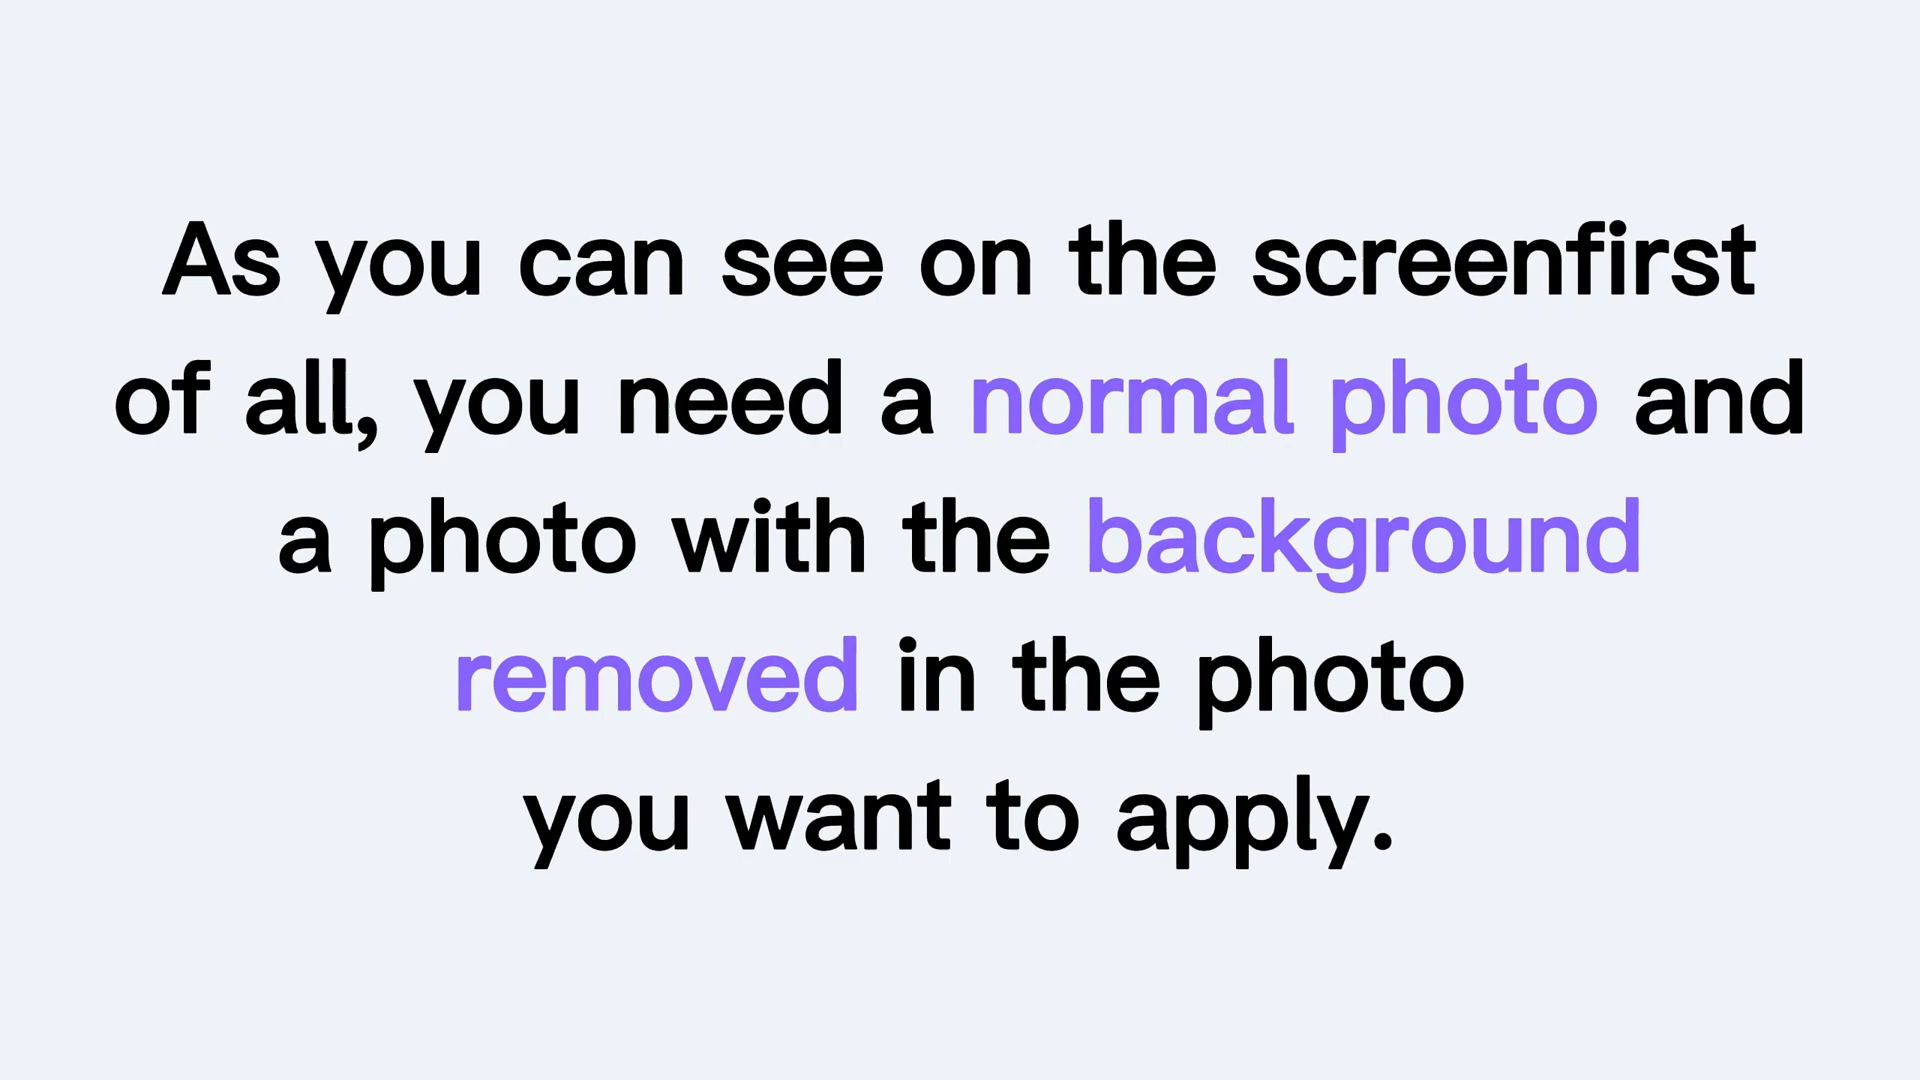 As you can see on the screenfirst
of all, you need a normal photo and
a photo with the background
removed in the photo
you want to apply.